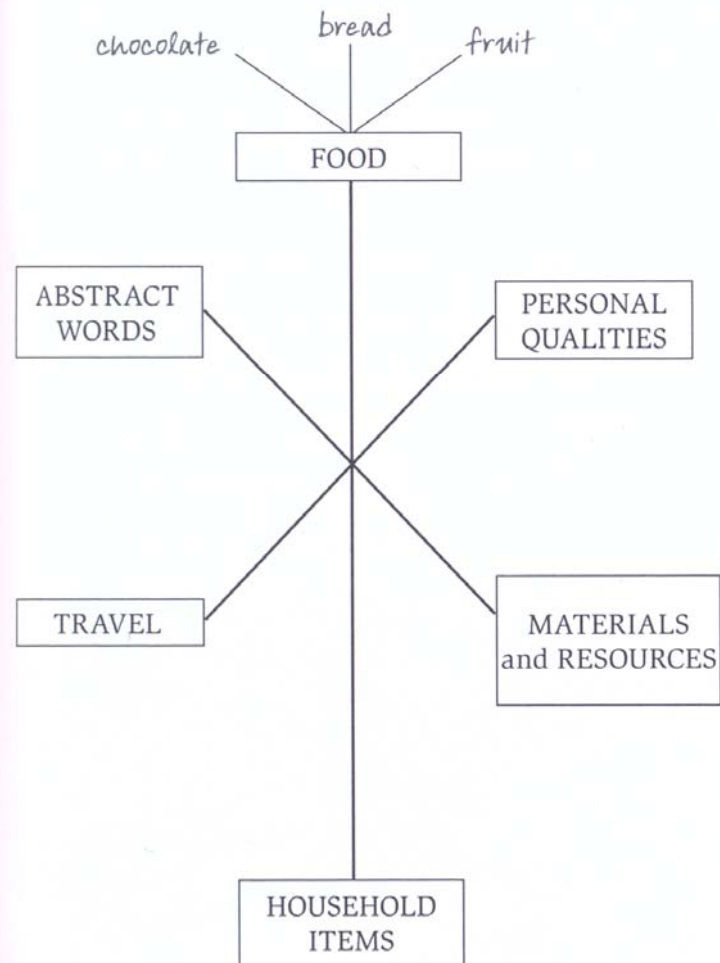 chocolate
bread
fruit
FOOD
ABSTRACT
WORDS
PERSONAL
QUALITIES
TRAVEL
MATERIALS
and RESOURCES
HOUSEHOLD
ITEMS